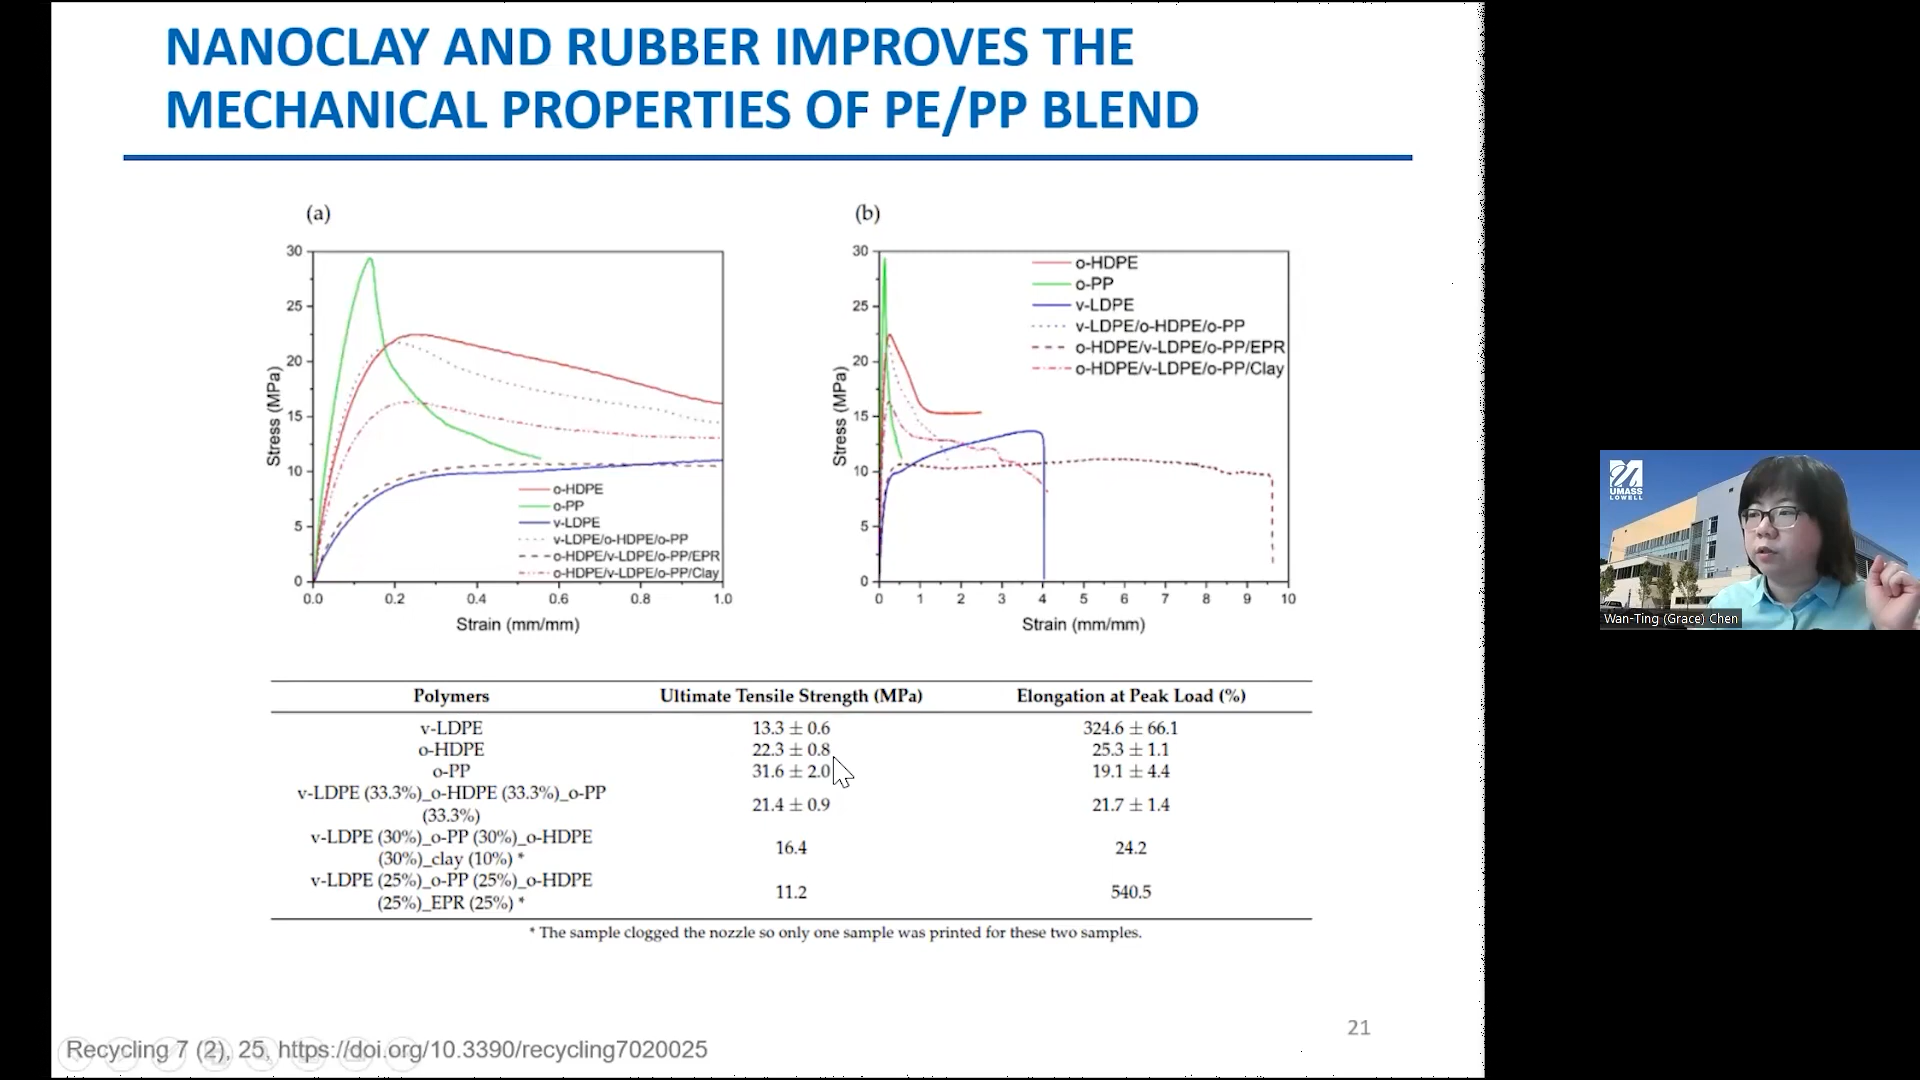 NANOCLAY AND RUBBER IMPROVES THE
MECHANICAL PROPERTIES OF PE/PP BLEND
(a)
30
25
20
15
10
5
0
Stress (MPa)
0.0 0.2 0.4 0.6 0.8 1.0
Strain (mm/mm)
o-HDPE
o-PP
v-LDPE
v-LDPE/o-HDPE/o-PP
o-HDPE/v-LDPE/o-PP/EPR
o-HDPE/v-LDPE/o-PP/Clay
(b)
30
25
20
15
10
5
0
Stress (MPa)
0 1 2 3 4 5 6 7 8 9 10
Strain (mm/mm)
o-HDPE
o-PP
v-LDPE
v-LDPE/o-HDPE/o-PP
o-HDPE/v-LDPE/o-PP/EPR
o-HDPE/v-LDPE/o-PP/Clay
Polymers Ultimate Tensile Strength (MPa) Elongation at Peak Load (%)
v-LDPE 13.3 ± 0.6 324.6 ± 66.1
o-HDPE 22.3 ± 0.8 25.3 ± 1.1
o-PP 31.6 ± 2.0 19.1 ± 4.4
v-LDPE (33.3%)_o-HDPE (33.3%)_o-PP
(33.3%) 21.4 ± 0.9 21.7 ± 1.4
v-LDPE (30%)_o-PP (30%)_o-HDPE
(30%)_clay (10%) * 16.4 24.2
v-LDPE (25%)_o-PP (25%)_o-HDPE
(25%)_EPR (25%) * 11.2 540.5
* The sample clogged the nozzle so only one sample was printed for these two samples.
21
Recycling 7 (2), 25, https://doi.org/10.3390/recycling7020025
UMASS
LOWELL
Wan-Ting (Grace) Chen